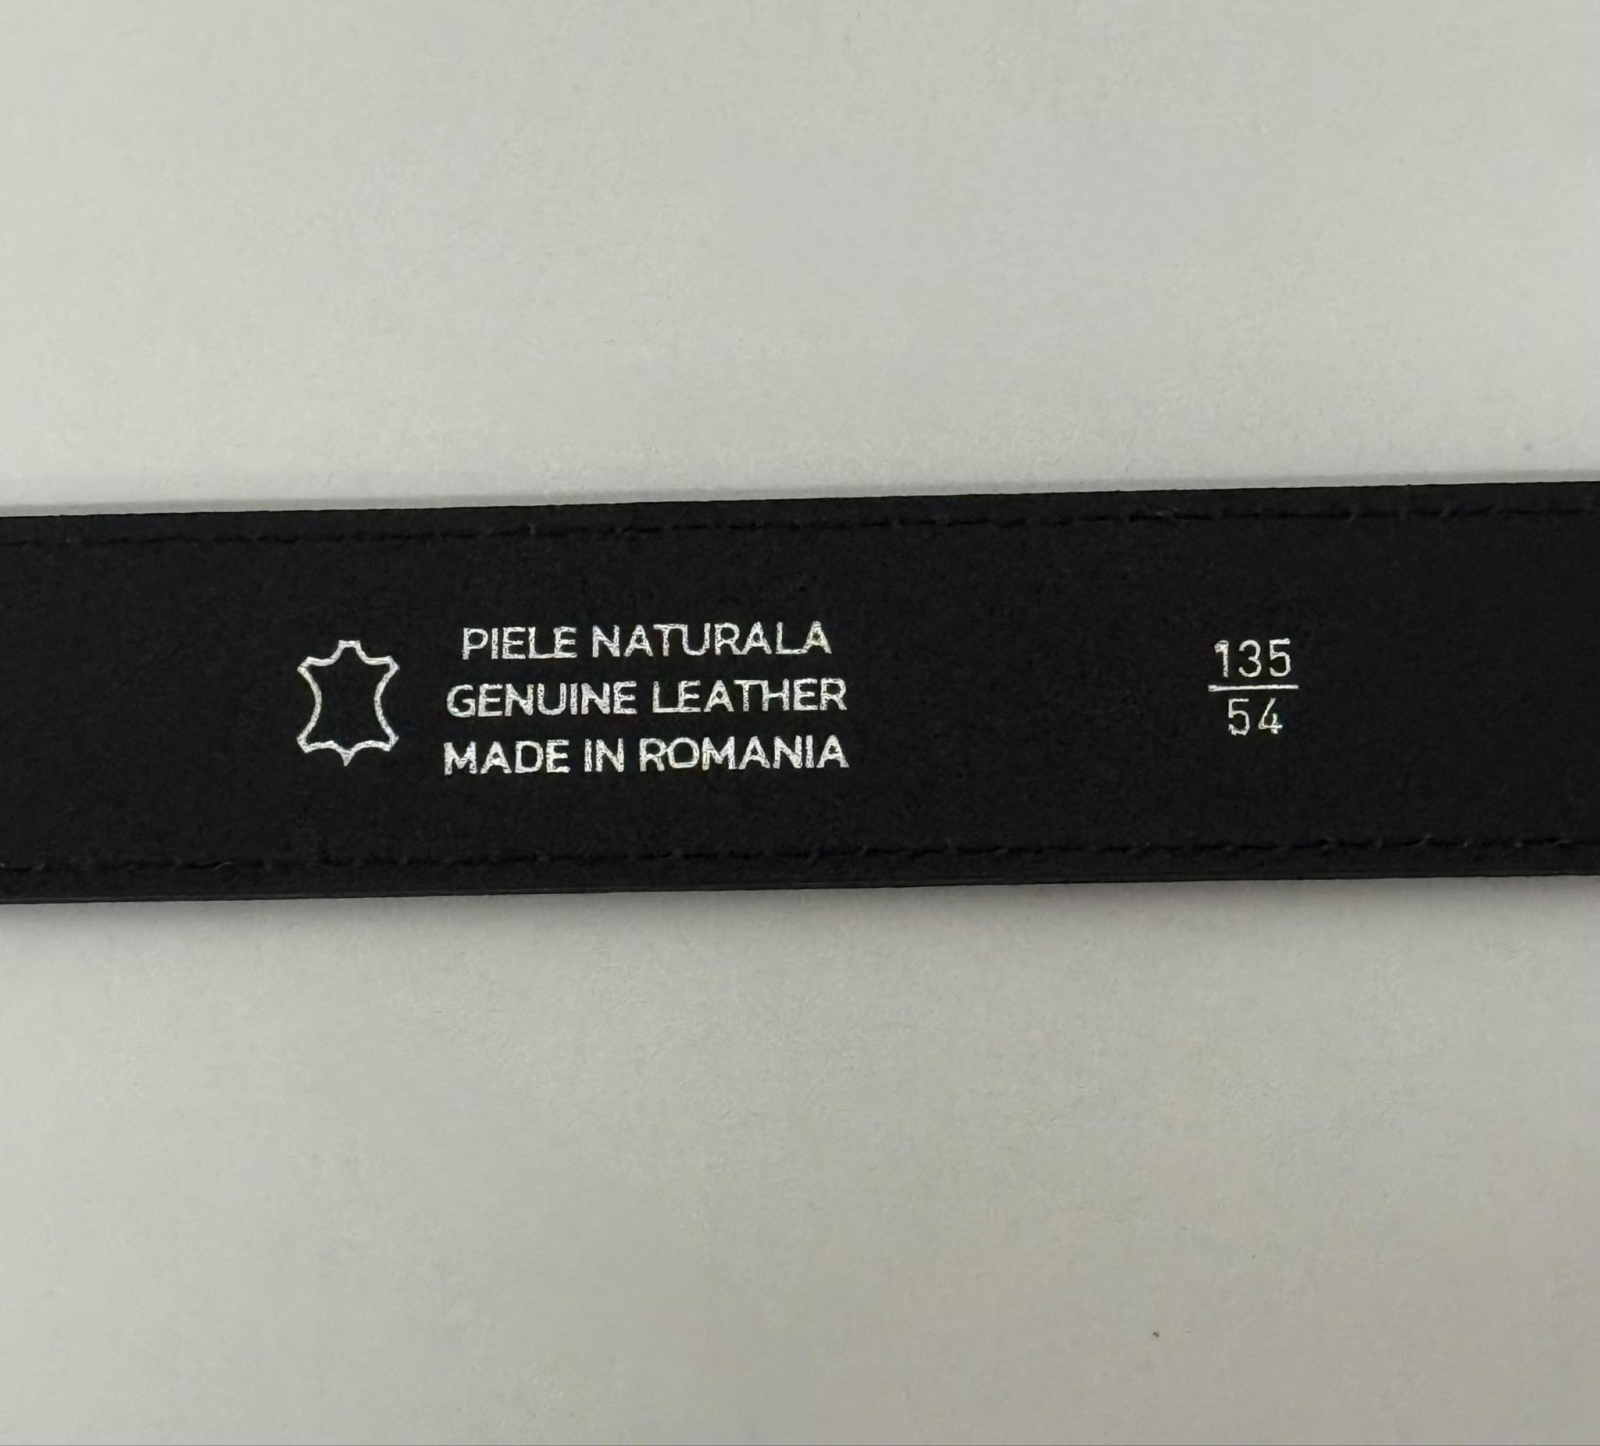 PIELE NATURALA
GENUINE LEATHER
MADE IN ROMANIA
135
54